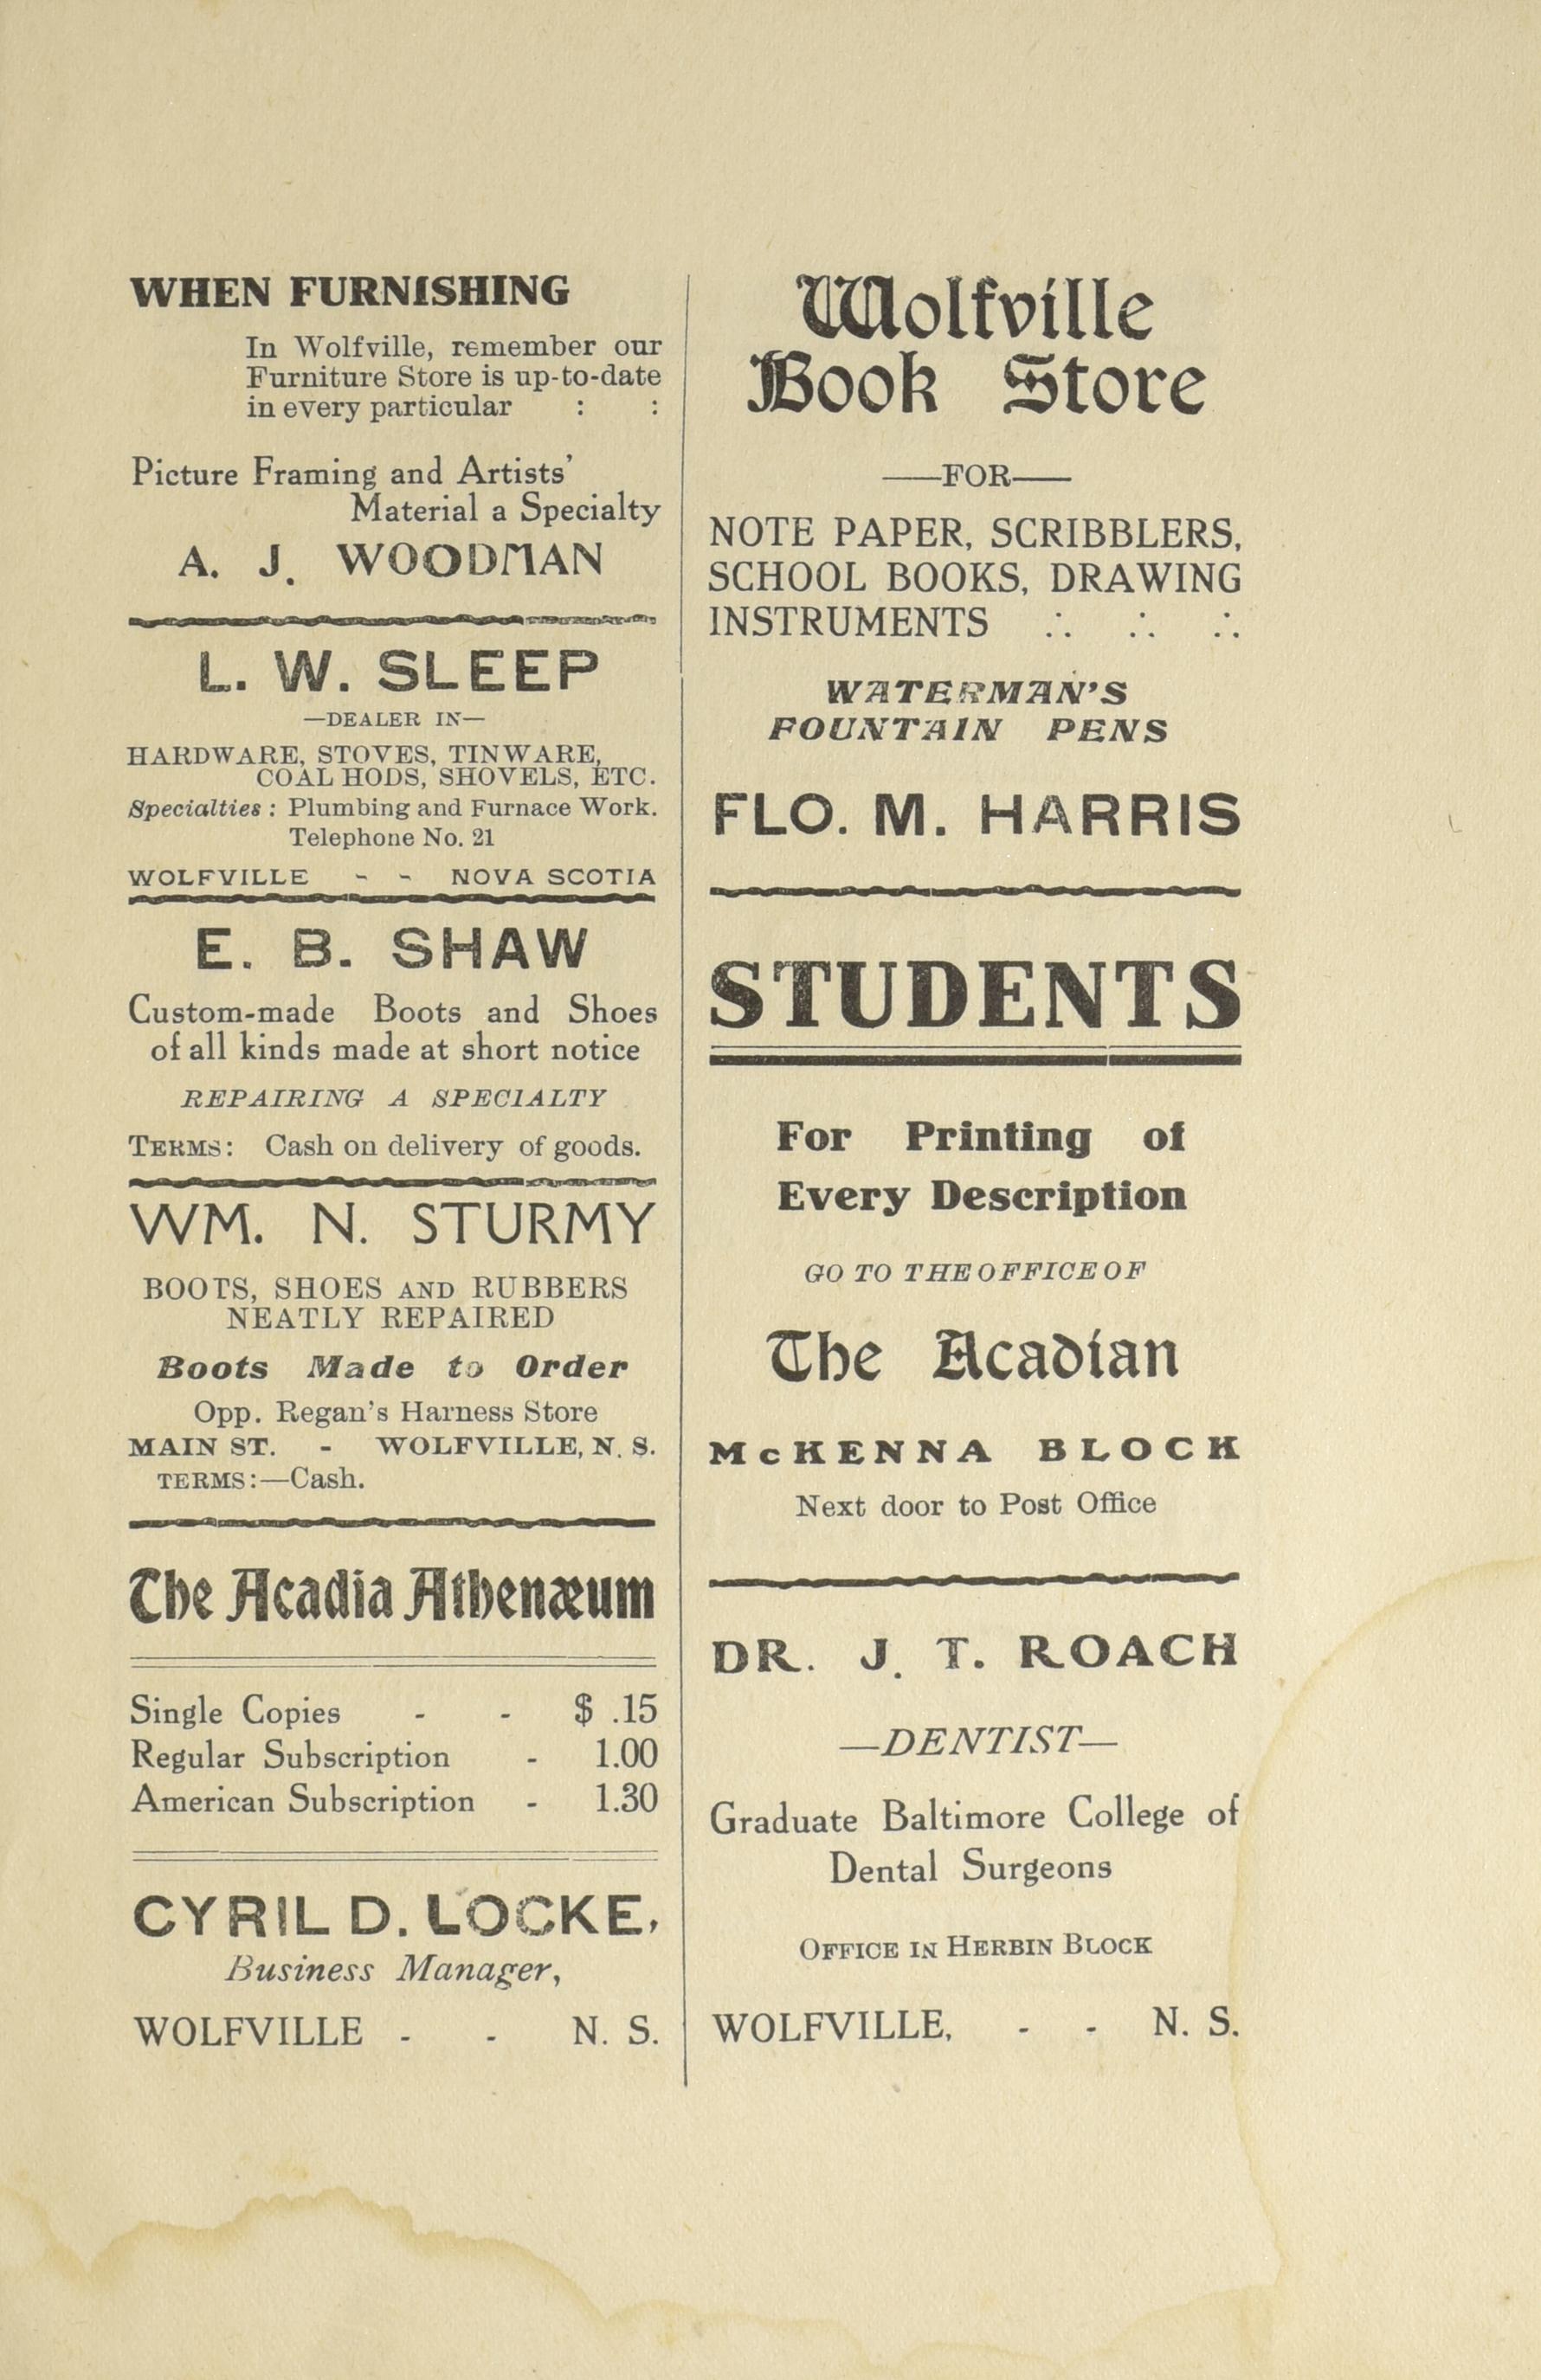 WHEN FURNISHING
In Wolfville, remember our
Furniture Store is up-to-date
in every particular : :
Picture Framing and Artists'
Material a Specialty
A. J. WOODMAN
L. W. SLEEP
—DEALER IN—
HARDWARE, STOVES, TINWARE,
COAL HODS, SHOVELS, ETC.
Specialties : Plumbing and Furnace Work.
Telephone No. 21
WOLFVILLE - - NOVA SCOTIA
E. B. SHAW
Custom-made Boots and Shoes
of all kinds made at short notice
REPAIRING A SPECIALTY
TERMS: Cash on delivery of goods.
WM. N. STURMY
BOOTS, SHOES AND RUBBERS
NEATLY REPAIRED
Boots Made to Order
Opp. Regan's Harness Store
MAIN ST. - WOLFVILLE, N. S.
TERMS:—Cash.
The Acadia Athenæum
Single Copies - - $ .15
Regular Subscription - 1.00
American Subscription - 1.30
CYRIL D. LOCKE,
Business Manager,
WOLFVILLE - - N. S.
Wolfville
Book Store
—FOR—
NOTE PAPER, SCRIBBLERS,
SCHOOL BOOKS, DRAWING
INSTRUMENTS ∴ ∴ ∴
WATERMAN'S
FOUNTAIN PENS
FLO. M. HARRIS
STUDENTS
For Printing of
Every Description
GO TO THE OFFICE OF
The Acadian
McKENNA BLOCK
Next door to Post Office
DR. J. T. ROACH
—DENTIST—
Graduate Baltimore College of
Dental Surgeons
OFFICE IN HERBIN BLOCK
WOLFVILLE, - - N. S.